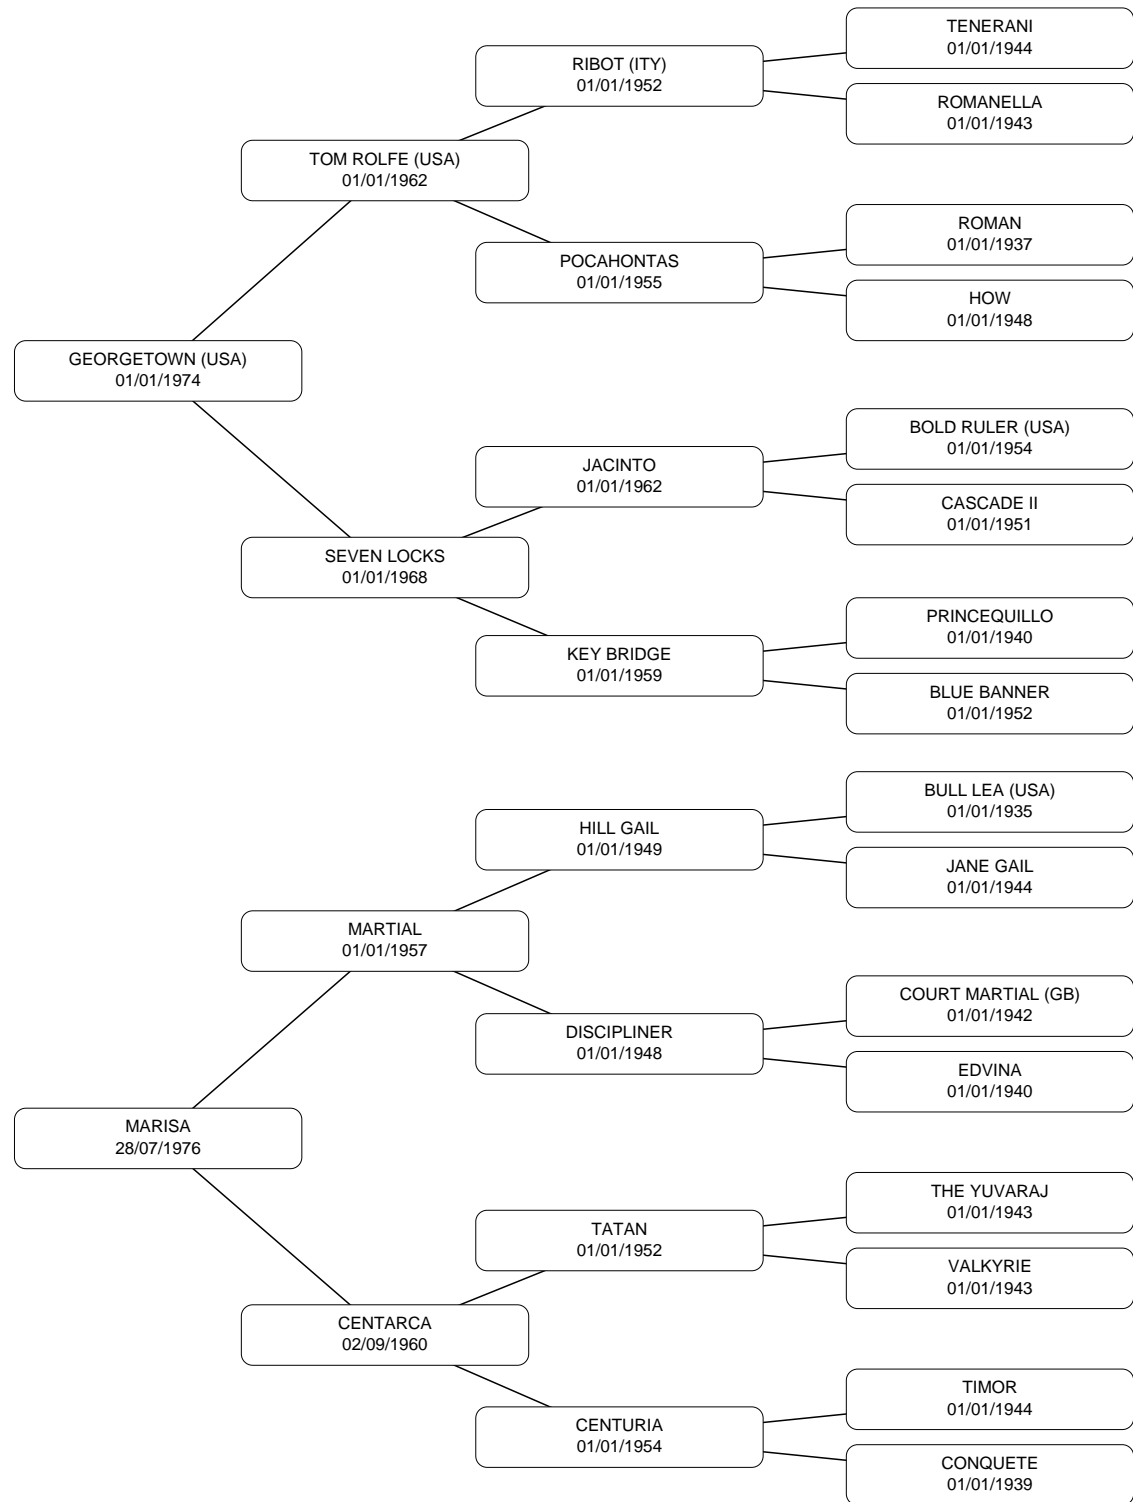 TENERANI
01/01/1944
RIBOT (ITY)
01/01/1952
ROMANELLA
01/01/1943
TOM ROLFE (USA)
01/01/1962
ROMAN
01/01/1937
POCAHONTAS
01/01/1955
HOW
01/01/1948
GEORGETOWN (USA)
01/01/1974
BOLD RULER (USA)
01/01/1954
JACINTO
01/01/1962
CASCADE II
01/01/1951
SEVEN LOCKS
01/01/1968
PRINCEQUILLO
01/01/1940
KEY BRIDGE
01/01/1959
BLUE BANNER
01/01/1952
BULL LEA (USA)
01/01/1935
HILL GAIL
01/01/1949
JANE GAIL
01/01/1944
MARTIAL
01/01/1957
COURT MARTIAL (GB)
01/01/1942
DISCIPLINER
01/01/1948
EDVINA
01/01/1940
MARISA
28/07/1976
THE YUVARAJ
01/01/1943
TATAN
01/01/1952
VALKYRIE
01/01/1943
CENTARCA
02/09/1960
TIMOR
01/01/1944
CENTURIA
01/01/1954
CONQUETE
01/01/1939